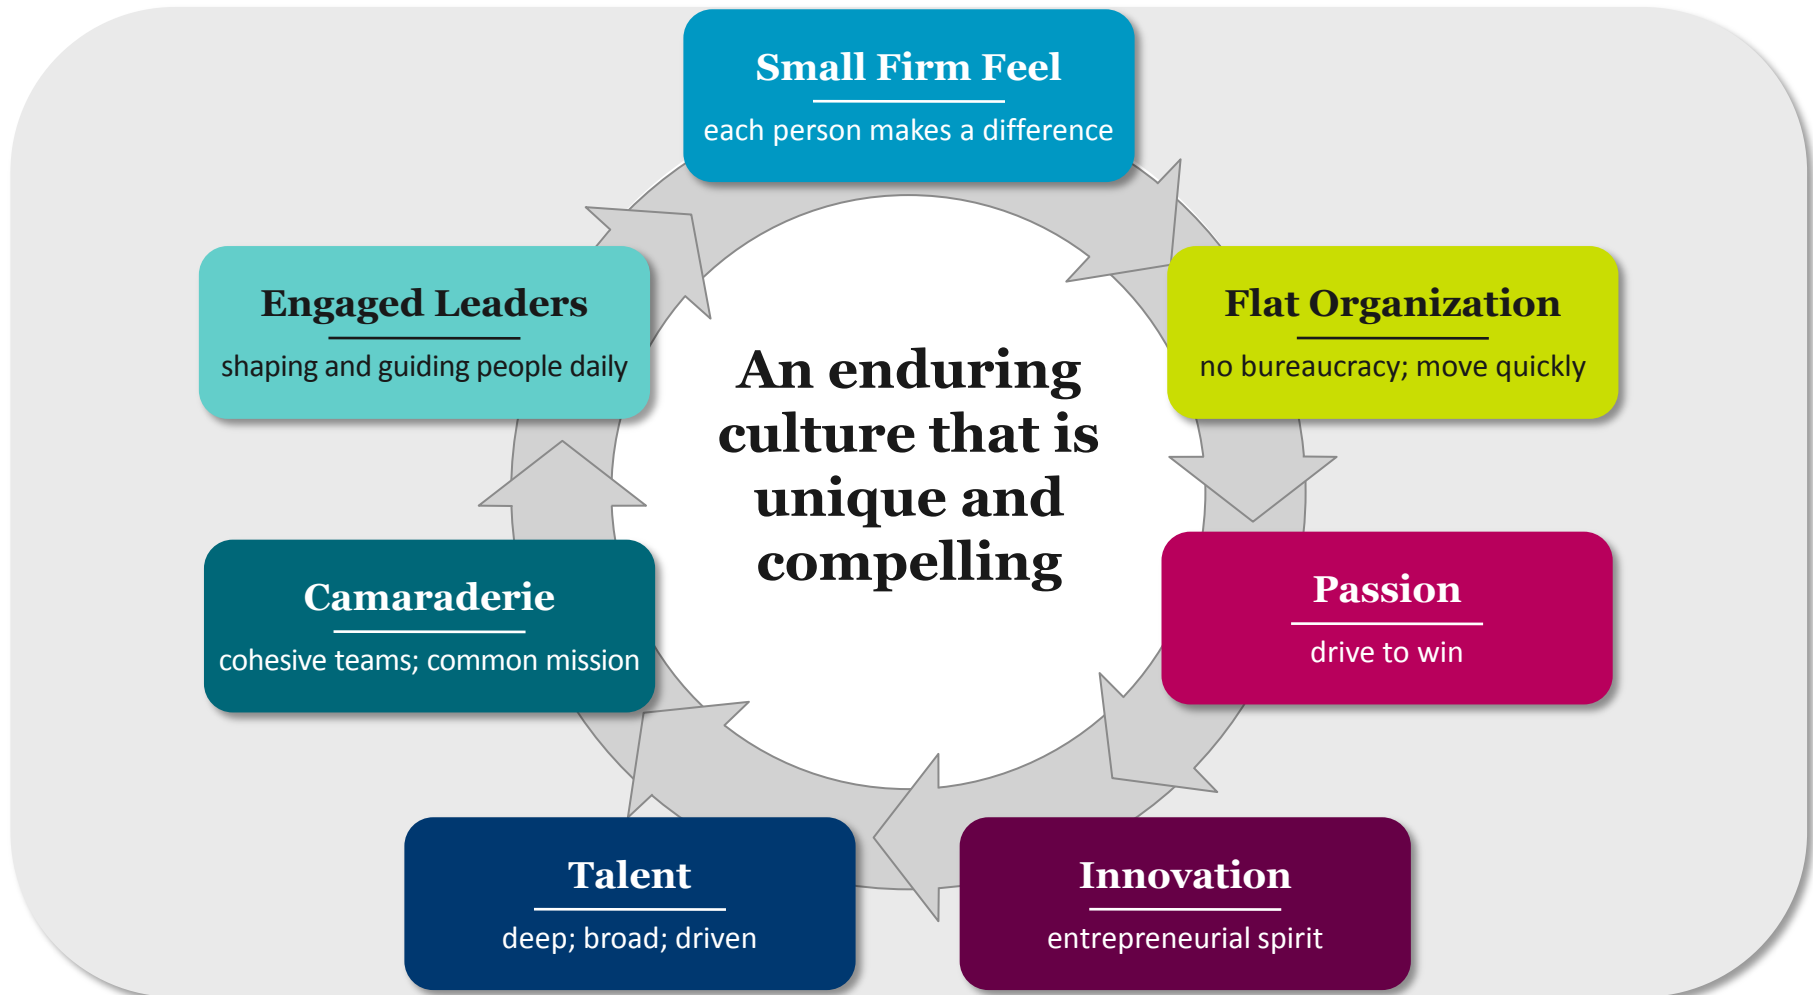 Small Firm Feel
each person makes a difference
Flat Organization
no bureaucracy; move quickly
Passion
drive to win
Innovation
entrepreneurial spirit
Talent
deep; broad; driven
Camaraderie
cohesive teams; common mission
Engaged Leaders
shaping and guiding people daily
An enduring
culture that is
unique and
compelling